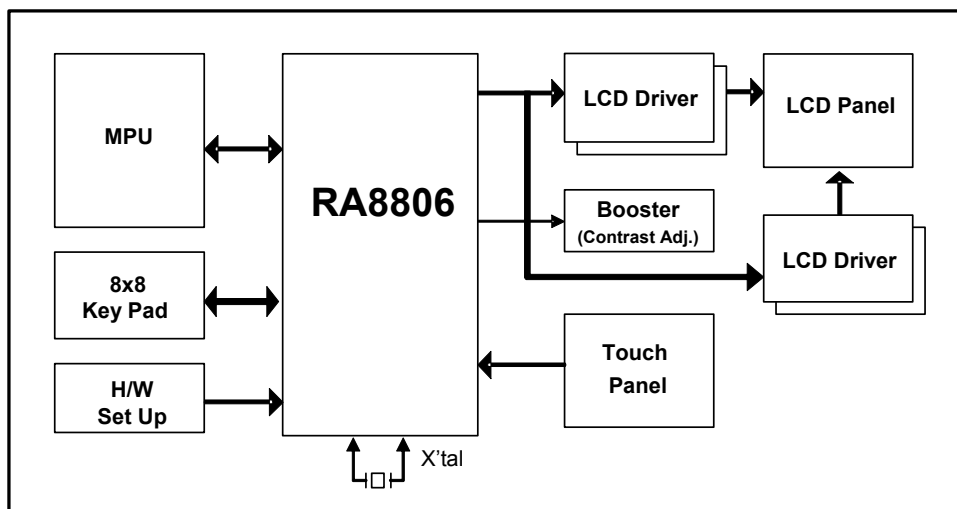 MPU
8x8
Key Pad
H/W
Set Up
RA8806
X'tal
LCD Driver
LCD Panel
Booster
(Contrast Adj.)
LCD Driver
Touch
Panel